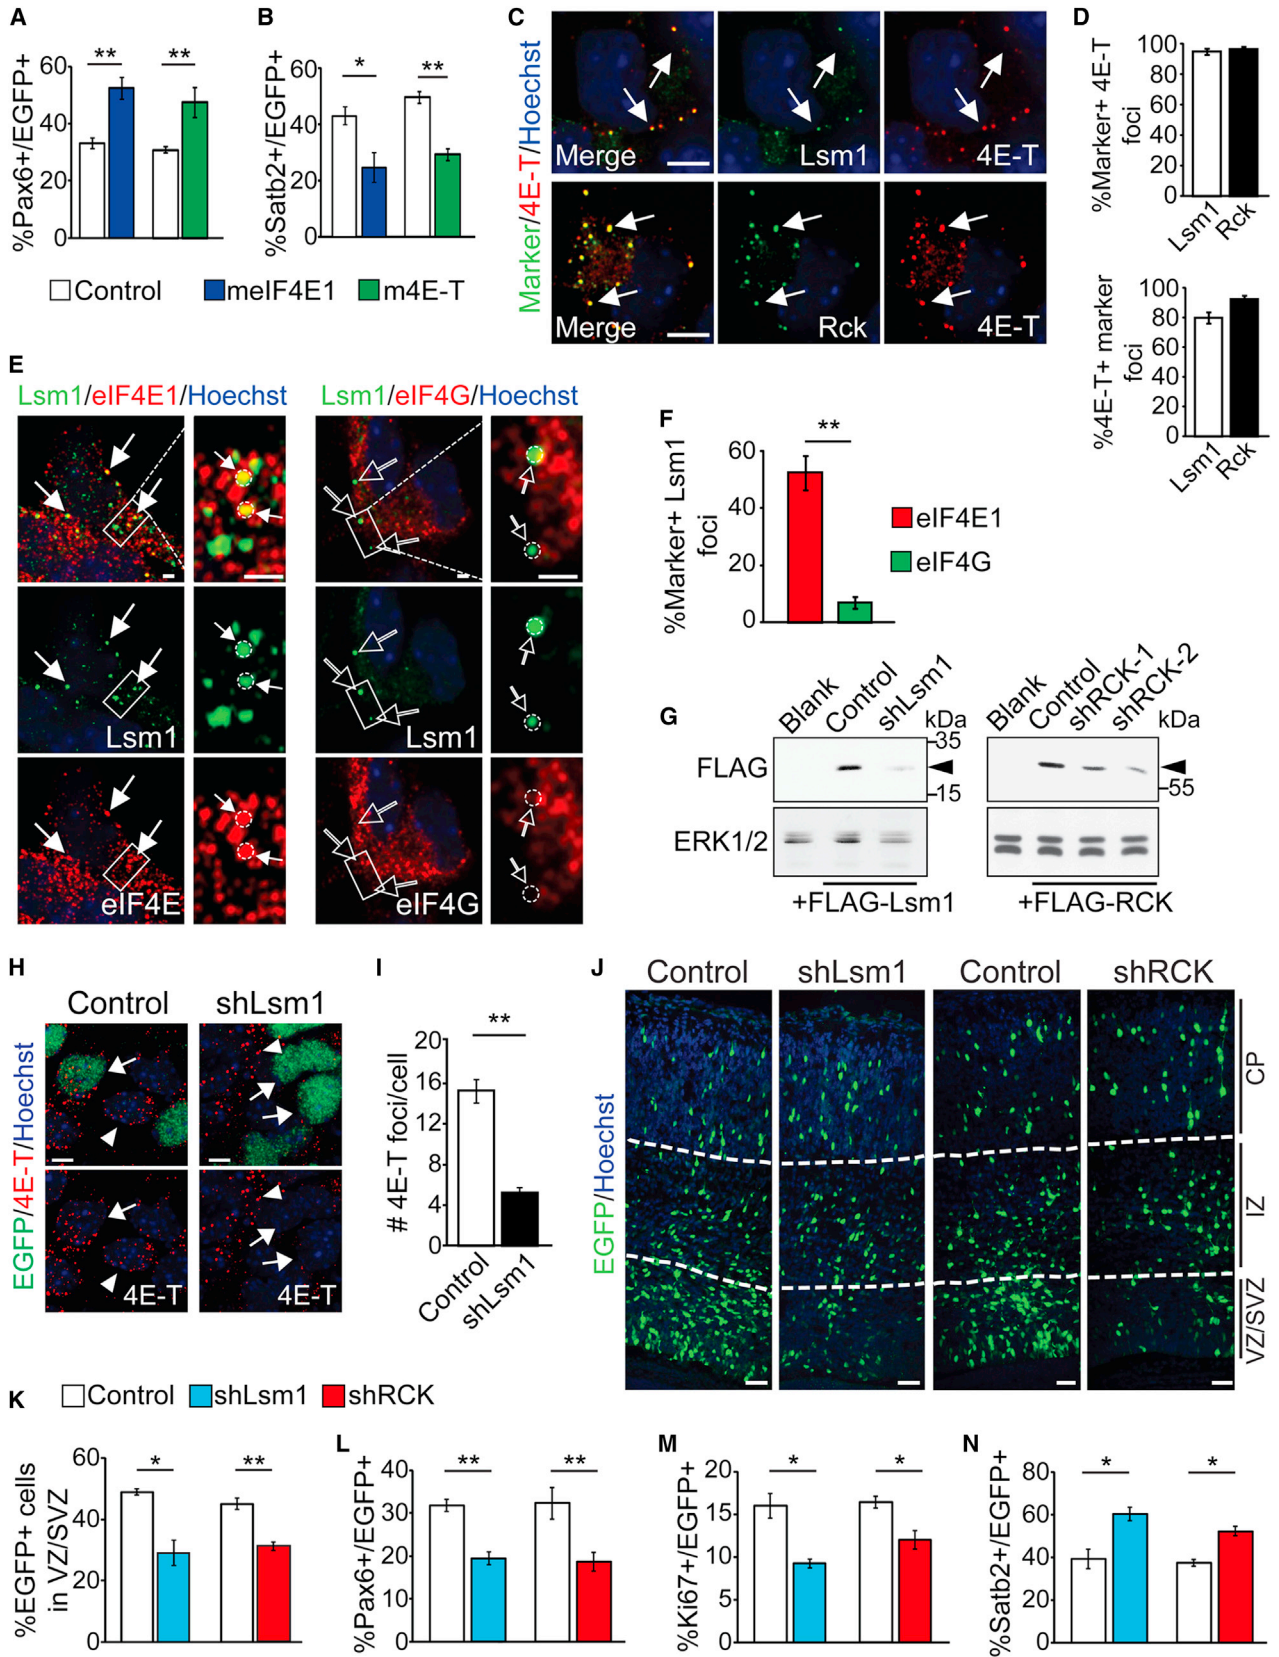 A
%Pax6+/EGFP+
60
40
20
0
**
**
B
%Satb2+/EGFP+
60
40
20
0
*
**
Control
meIF4E1
m4E-T
C
Marker/4E-T/Hoechst
Merge
Lsm1
4E-T
Merge
Rck
4E-T
D
%Marker+ 4E-T
foci
100
80
60
40
20
0
Lsm1
Rck
%4E-T+ marker
foci
100
80
60
40
20
0
Lsm1
Rck
E
Lsm1/eIF4E1/Hoechst
Lsm1/eIF4G/Hoechst
Lsm1
Lsm1
eIF4E
eIF4G
F
%Marker+ Lsm1
foci
60
40
20
0
**
eIF4E1
eIF4G
G
Blank
Control
shLsm1
kDa
35
15
FLAG
ERK1/2
+FLAG-Lsm1
Blank
Control
shRCK-1
shRCK-2
kDa
55
+FLAG-RCK
H
Control
shLsm1
EGFP/4E-T/Hoechst
4E-T
4E-T
I
# 4E-T foci/cell
20
16
12
8
4
0
**
Control
shLsm1
J
Control
shLsm1
Control
shRCK
EGFP/Hoechst
CP
IZ
VZ/SVZ
K
Control
shLsm1
shRCK
%EGFP+ cells
in VZ/SVZ
60
40
20
0
*
**
L
%Pax6+/EGFP+
40
30
20
10
0
**
**
M
%Ki67+/EGFP+
20
15
10
5
0
*
*
N
%Satb2+/EGFP+
80
60
40
20
0
*
*